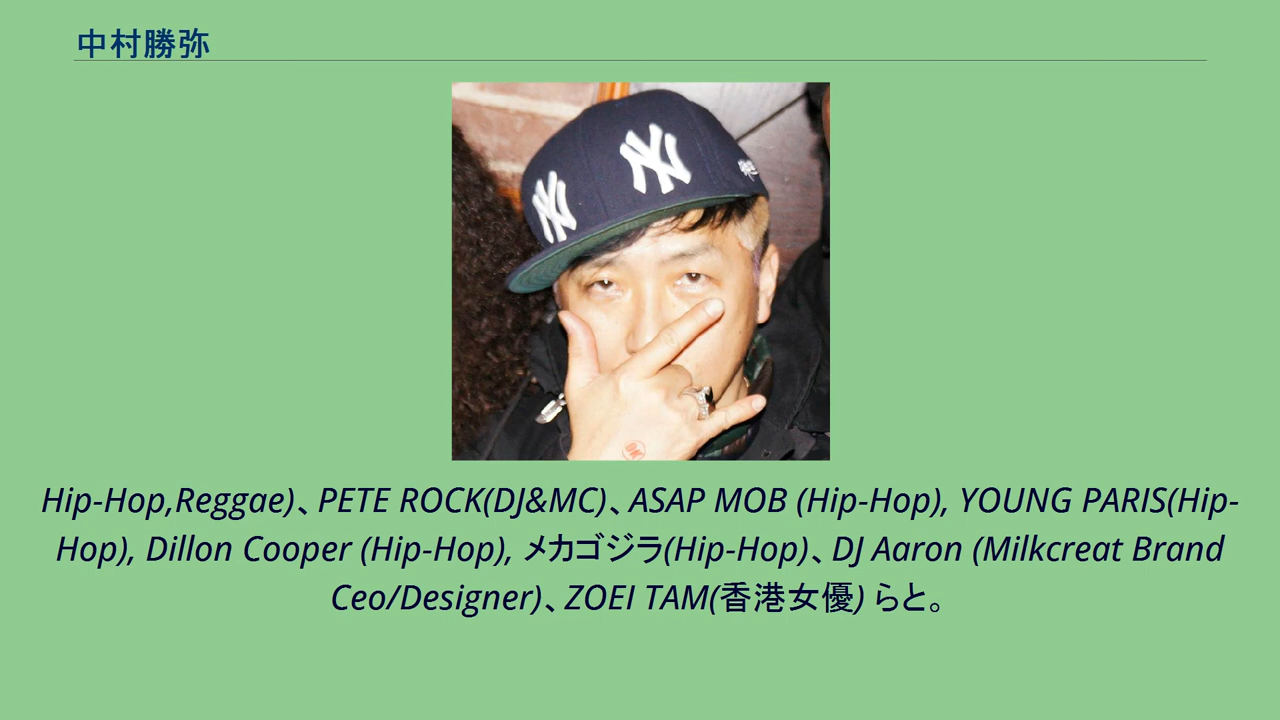 中村勝弥
NY
NY
Hip-Hop,Reggae)、PETE ROCK(DJ&MC)、ASAP MOB (Hip-Hop), YOUNG PARIS(Hip-
Hop), Dillon Cooper (Hip-Hop), メカゴジラ(Hip-Hop)、DJ Aaron (Milkcreat Brand
Ceo/Designer)、ZOEI TAM(香港女優) らと。